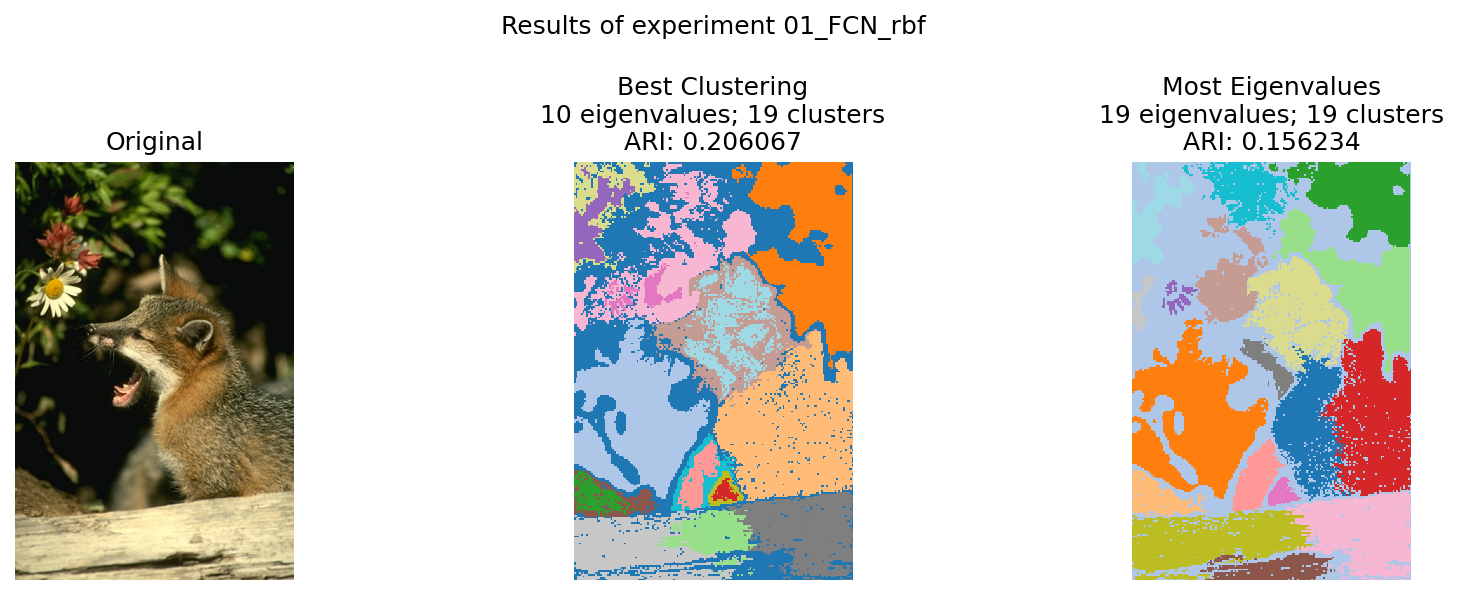 Results of experiment 01_FCN_rbf
Original
Best Clustering
10 eigenvalues; 19 clusters
ARI: 0.206067
Most Eigenvalues
19 eigenvalues; 19 clusters
ARI: 0.156234